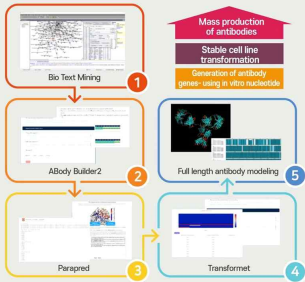 Bio Text Mining
1
ABody Builder2
2
Parapred
3
Transformet
4
Full length antibody modeling
5
Mass production
of antibodies
Stable cell line
transformation
Generation of antibody
genes- using in vitro nucleotide